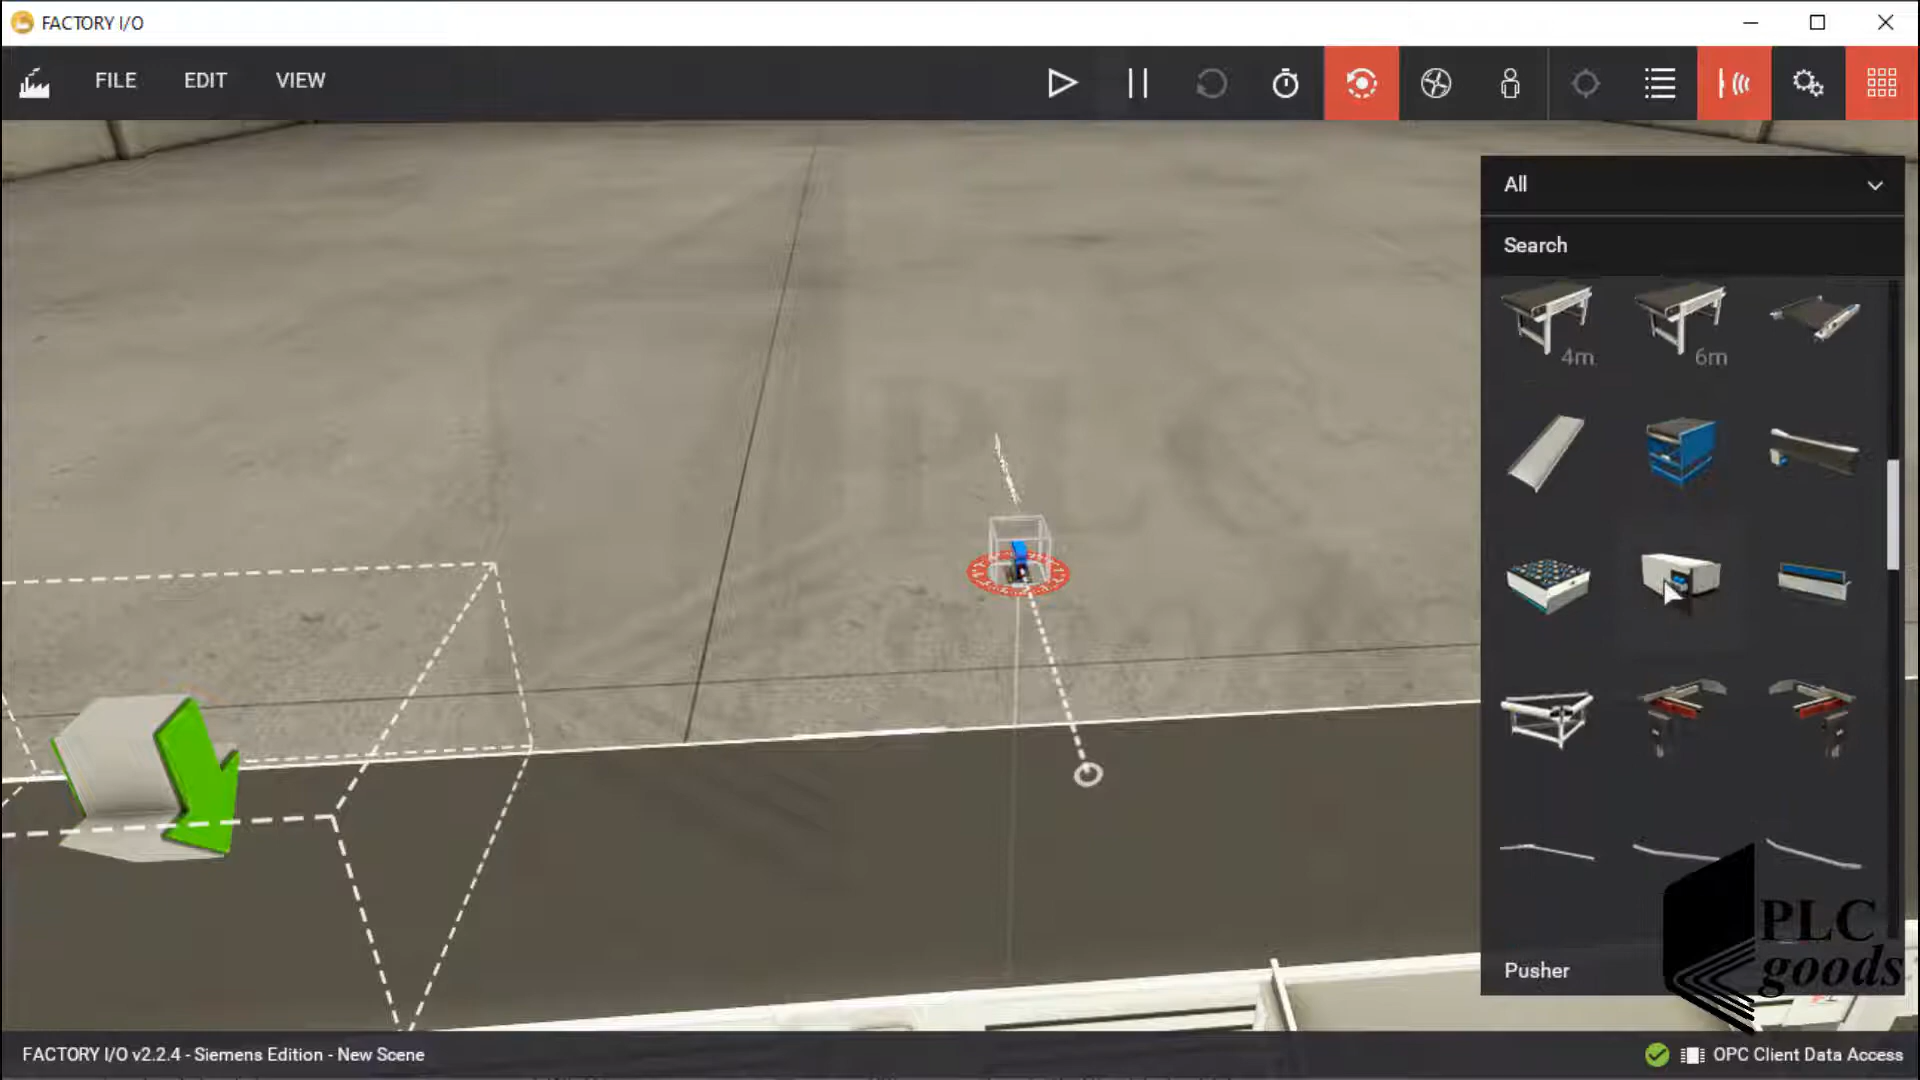 FACTORY I/O
FILE
EDIT
VIEW
All
Search
4m
6m
Pusher
PLC
goods
FACTORY I/O v2.2.4 - Siemens Edition - New Scene
OPC Client Data Access